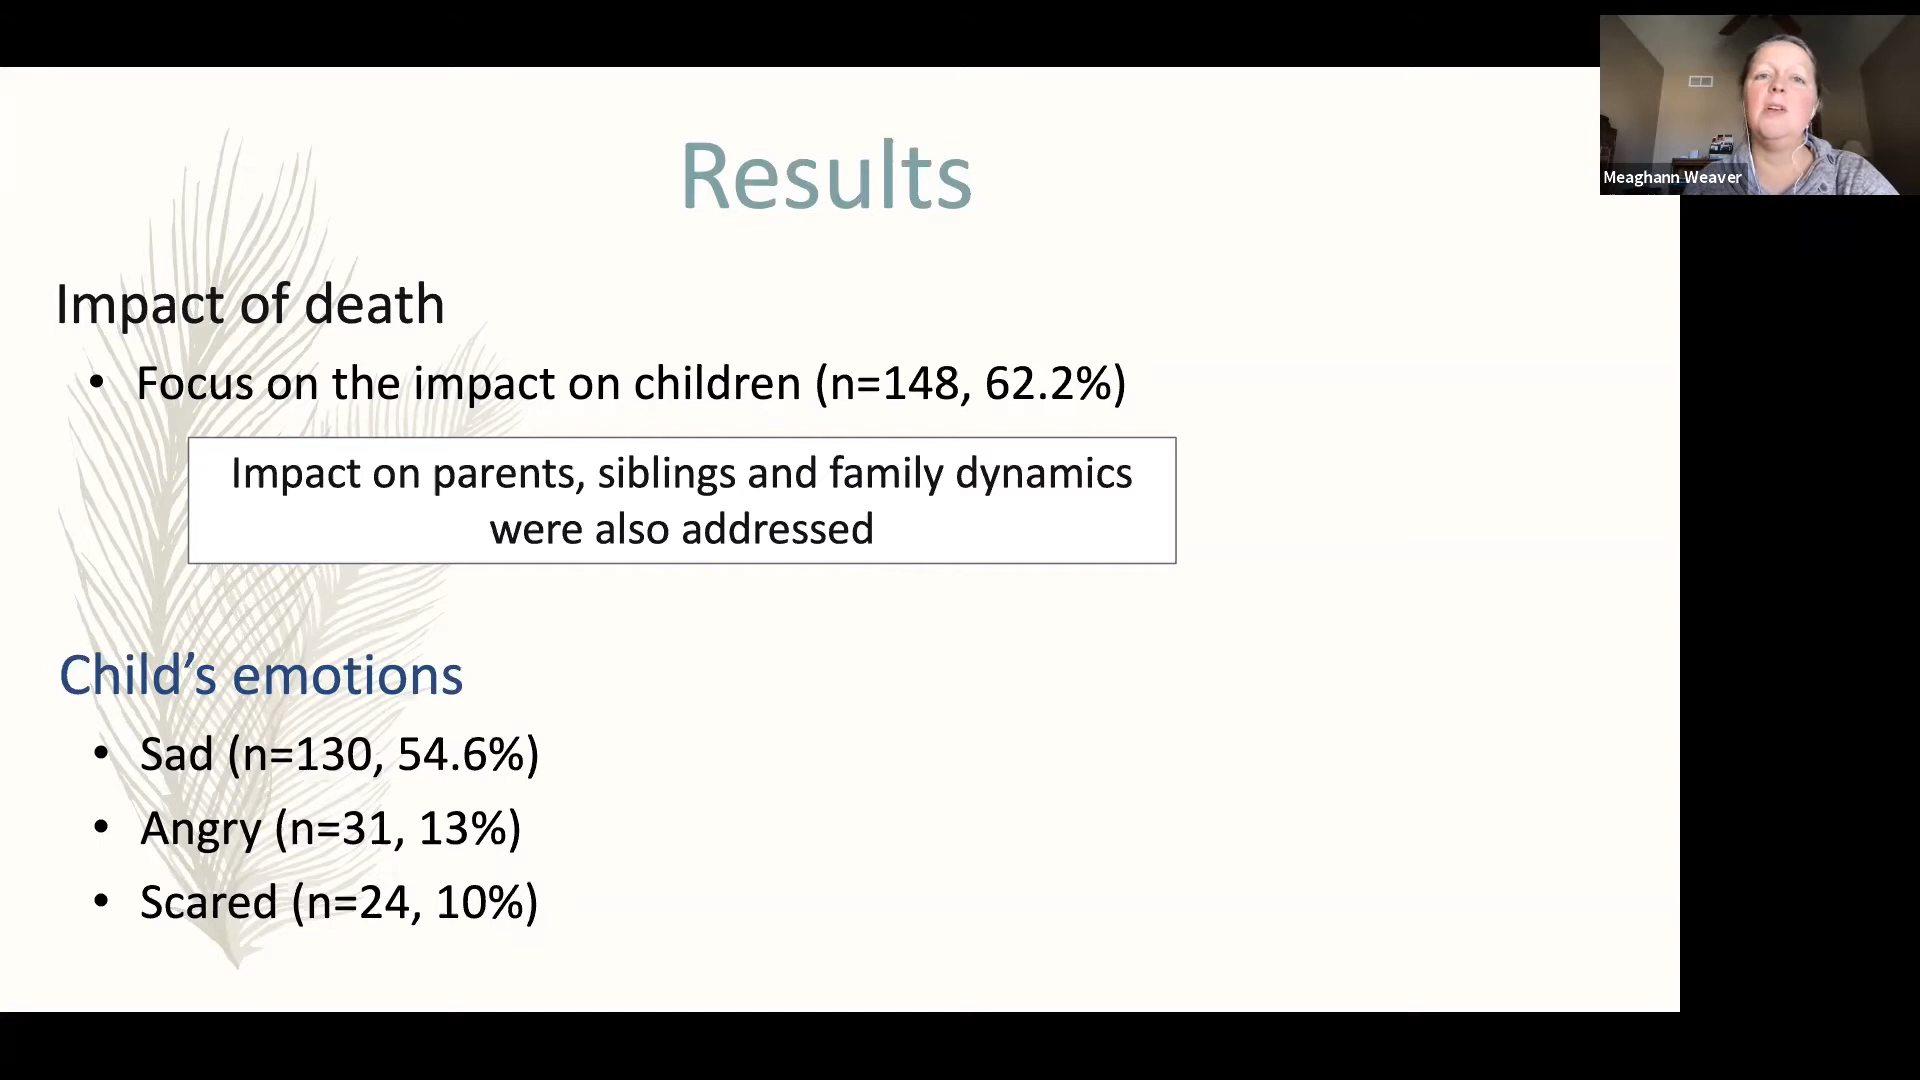 Results
Meaghann Weaver
Impact of death
• Focus on the impact on children (n=148, 62.2%)
Impact on parents, siblings and family dynamics
were also addressed
Child’s emotions
• Sad (n=130, 54.6%)
• Angry (n=31, 13%)
• Scared (n=24, 10%)